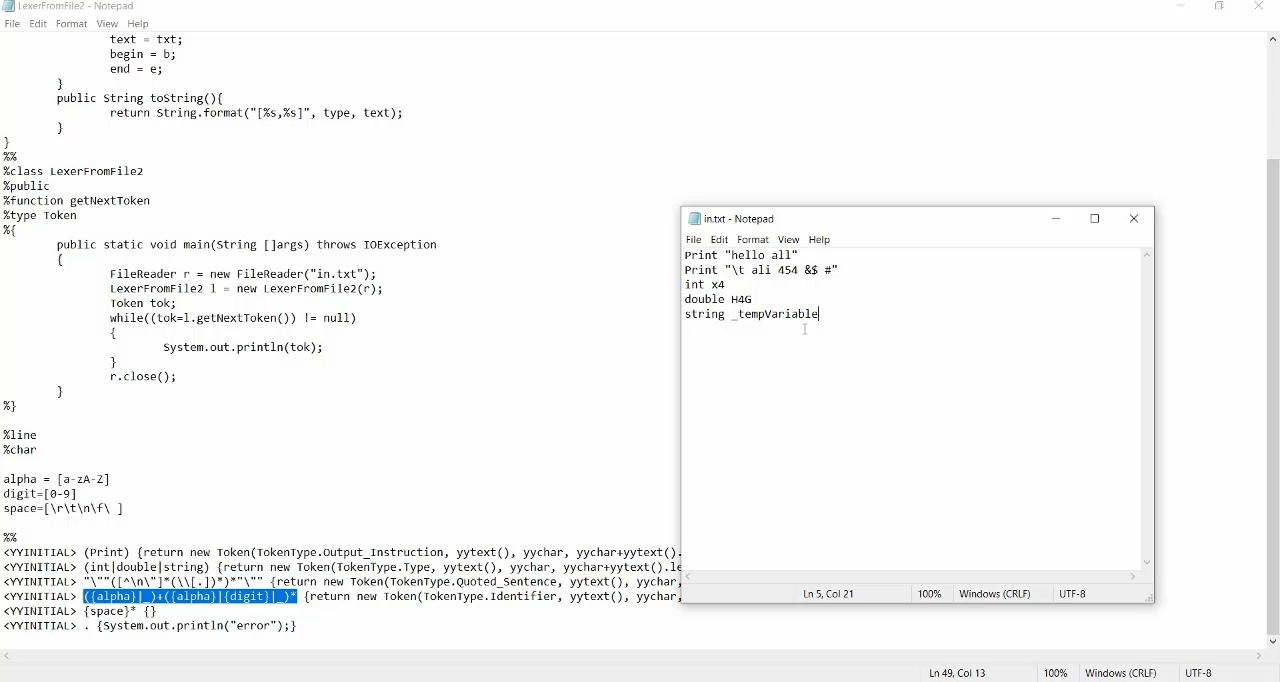 LexerFromFile2 - Notepad
File Edit Format View Help
text = txt;
begin = b;
end = e;
}
public String toString(){
return String.format("[%s,%s]", type, text);
}
}
%%
%class LexerFromFile2
%public
%function getNextToken
%type Token
%{
public static void main(String []args) throws IOException
{
FileReader r = new FileReader("in.txt");
LexerFromFile2 l = new LexerFromFile2(r);
Token tok;
while((tok=l.getNextToken()) != null)
{
System.out.println(tok);
}
r.close();
}
%}
%line
%char
alpha = [a-zA-Z]
digit=[0-9]
space=[\r\t\n\f\ ]
%%
<YYINITIAL> (Print) {return new Token(TokenType.Output_Instruction, yytext(), yychar, yychar+yytext().
<YYINITIAL> (int|double|string) {return new Token(TokenType.Type, yytext(), yychar, yychar+yytext().le
<YYINITIAL> "\""([^\n\"]*(\\[.])*)*"\"" {return new Token(TokenType.Quoted_Sentence, yytext(), yychar,
<YYINITIAL> ({alpha}|_)+({alpha}|{digit}|_)* {return new Token(TokenType.Identifier, yytext(), yychar,
<YYINITIAL> {space}* {}
<YYINITIAL> . {System.out.println("error");}
Ln 49, Col 13 100% Windows (CRLF) UTF-8
in.txt - Notepad
File Edit Format View Help
Print "hello all"
Print "\t ali 454 &$ #"
int x4
double H4G
string _tempVariable
Ln 5, Col 21 100% Windows (CRLF) UTF-8